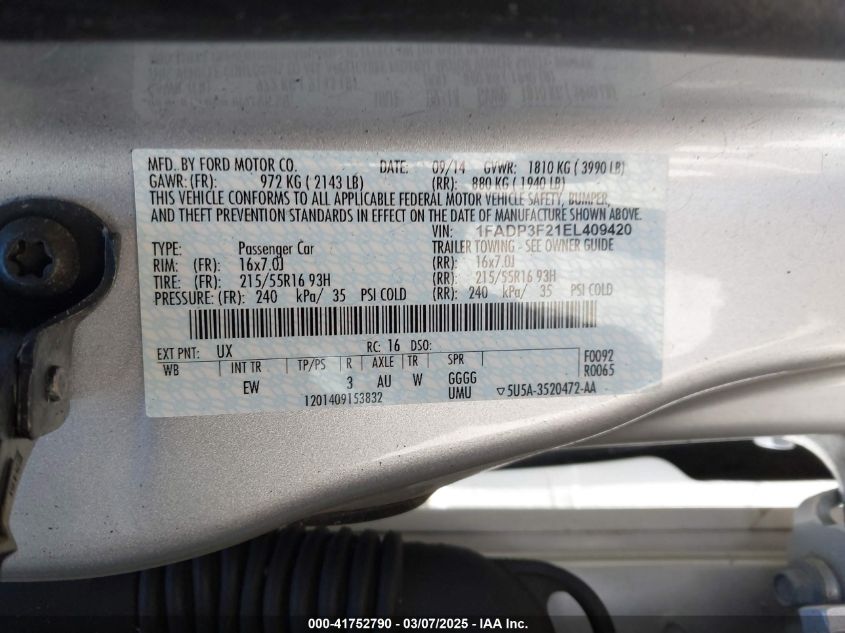 MFD. BY FORD MOTOR CO. DATE: 09/14 GVWR: 1810 KG ( 3990 LB)
GAWR: (FR): 972 KG ( 2143 LB) (RR): 880 KG ( 1940 LB)
THIS VEHICLE CONFORMS TO ALL APPLICABLE FEDERAL MOTOR VEHICLE SAFETY, BUMPER,
AND THEFT PREVENTION STANDARDS IN EFFECT ON THE DATE OF MANUFACTURE SHOWN ABOVE.
VIN: 1FADP3F21EL409420
TYPE: Passenger Car TRAILER TOWING - SEE OWNER GUIDE
RIM: (FR): 16x7.0J (RR): 16x7.0J
TIRE: (FR): 215/55R16 93H (RR): 215/55R16 93H
PRESSURE: (FR): 240 kPa/ 35 PSI COLD (RR): 240 kPa/ 35 PSI COLD
EXT PNT: UX RC: 16 DSO: F0092
WB INT TR TP/PS R AXLE TR SPR R0065
EW 3 AU W GGGG
1201409153832 UMU ▽5U5A-3520472-AA
000-41752790 - 03/07/2025 - IAA Inc.